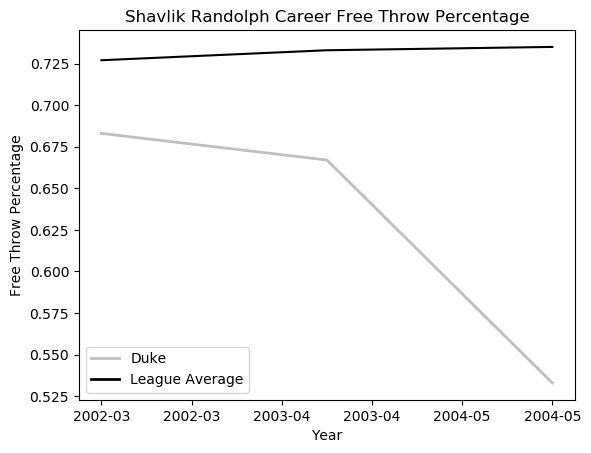 Shavlik Randolph Career Free Throw Percentage
Free Throw Percentage
0.725
0.700
0.675
0.650
0.625
0.600
0.575
0.550
0.525
Duke
League Average
2002-03 2002-03 2003-04 2003-04 2004-05 2004-05
Year